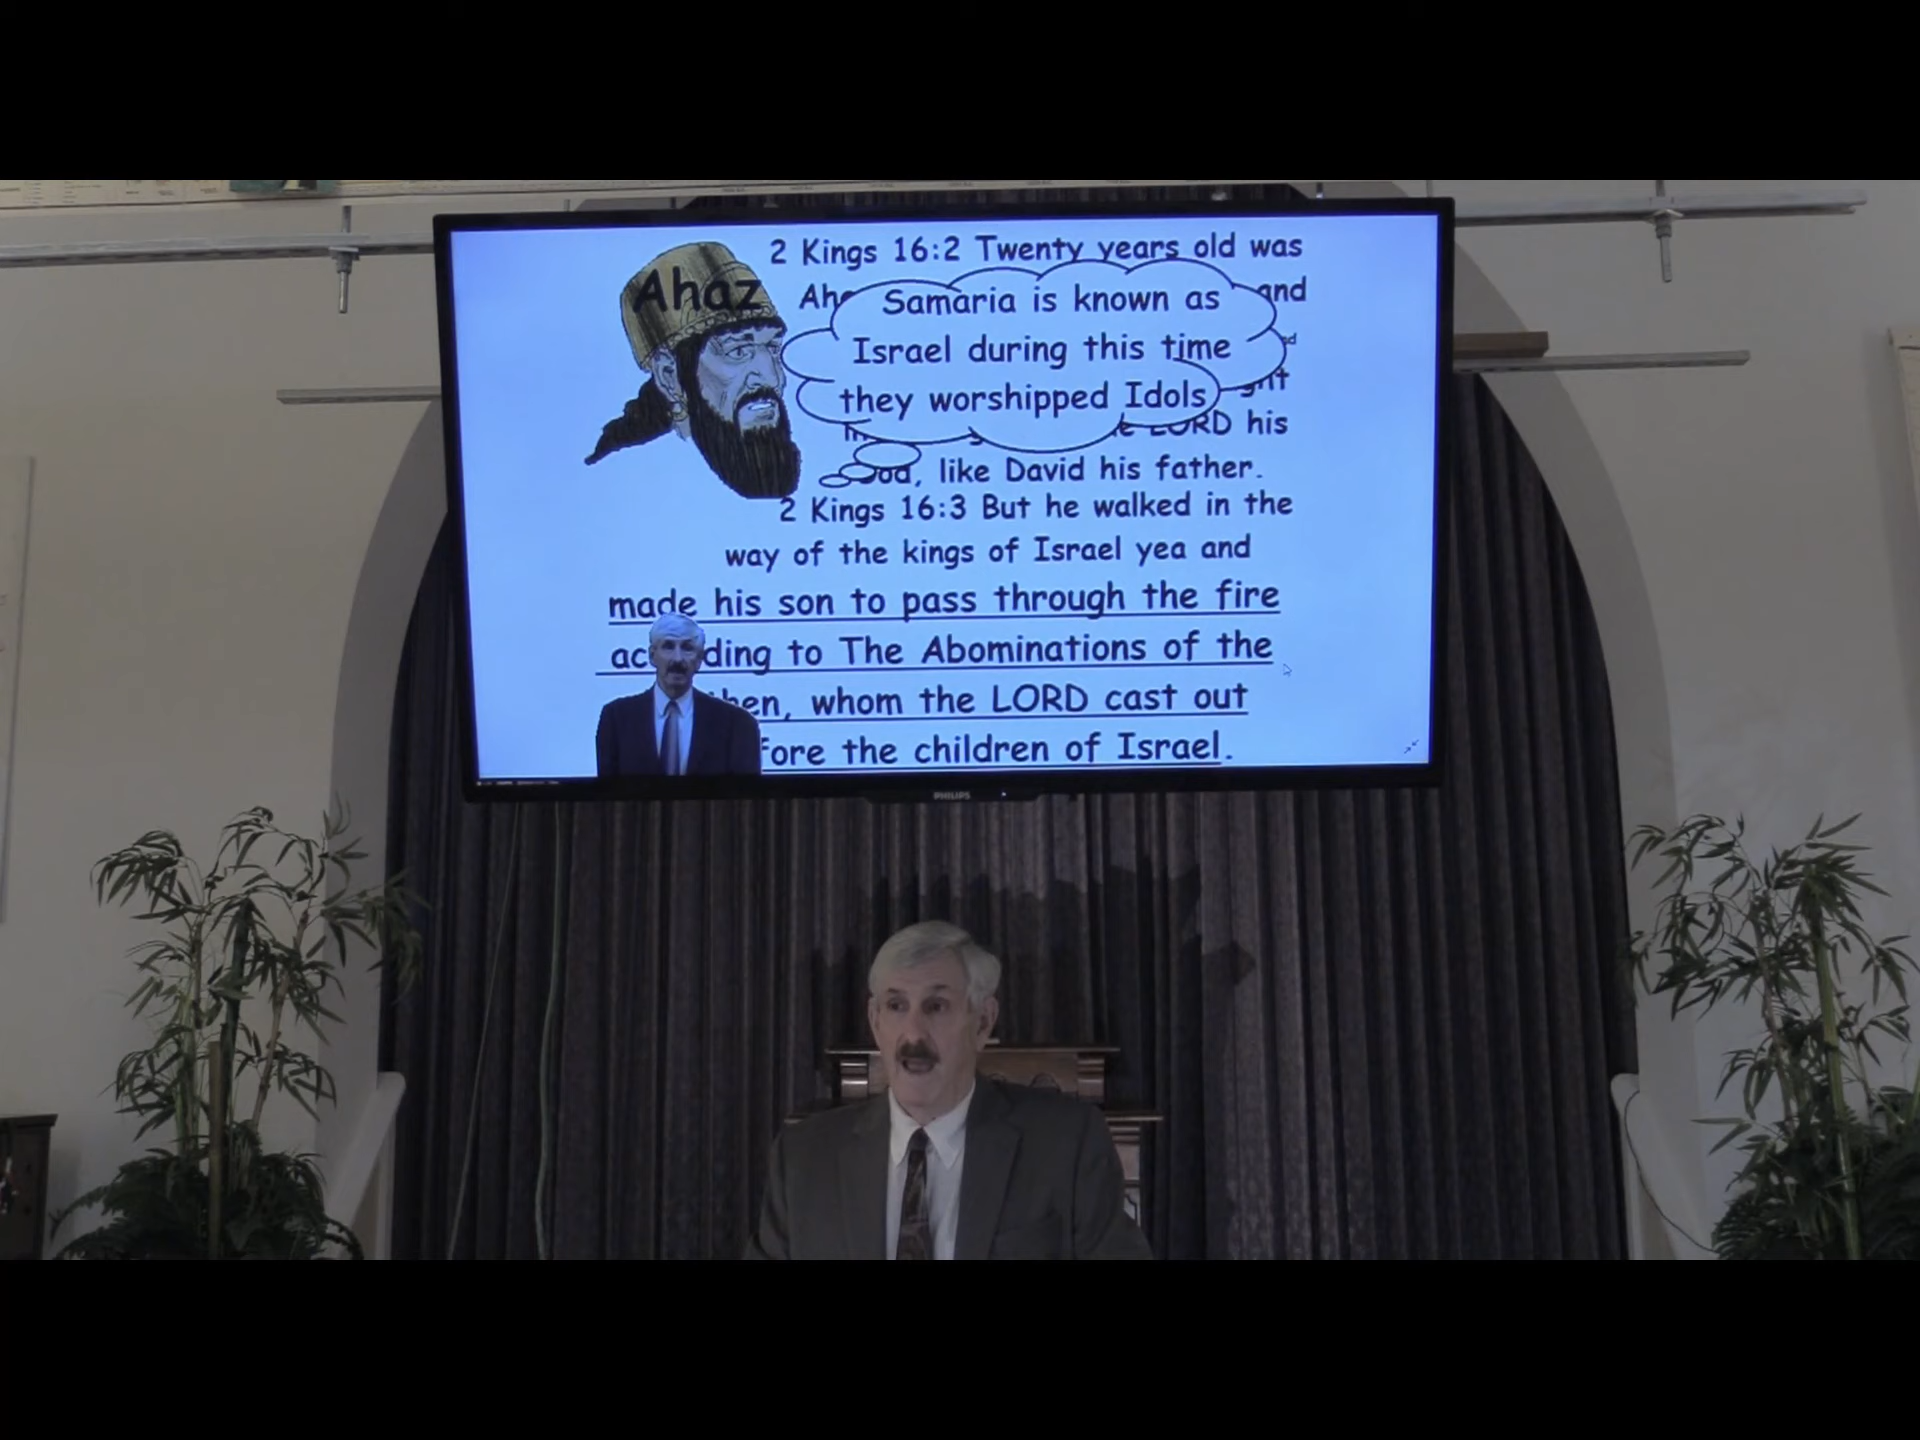 2 Kings 16:2 Twenty years old was
Ahaz
and
Samaria is known as
Israel during this time
they worshipped Idols
LORD his
like David his father.
2 Kings 16:3 But he walked in the
way of the kings of Israel yea and
made his son to pass through the fire
to The Abominations of the
whom the LORD cast out
the children of Israel.
PHILIPS